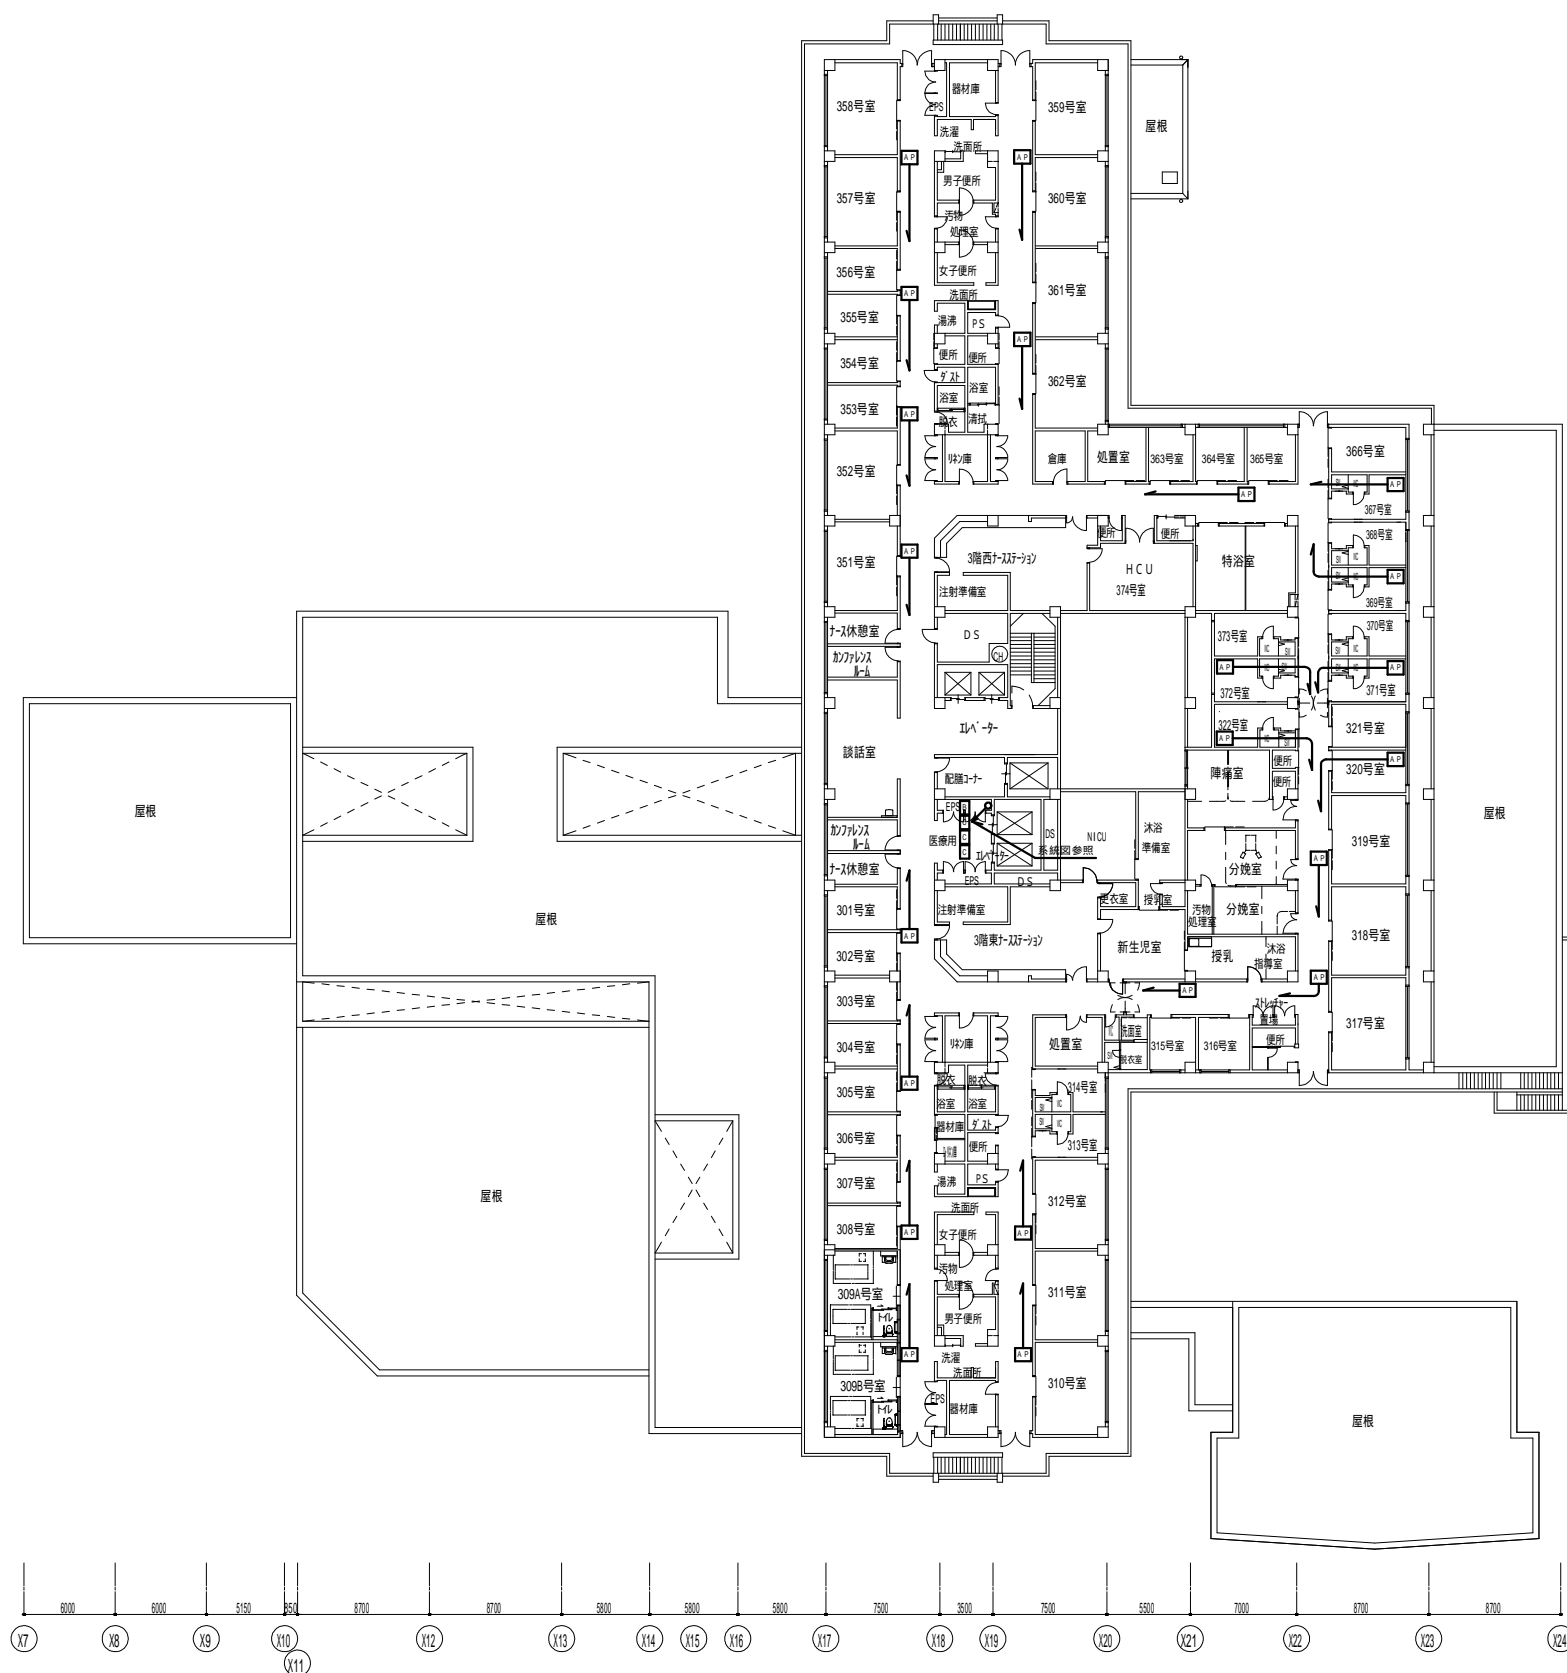 358号室
EPS
器材庫
359号室
屋根
洗濯
洗面所
AP
AP
男子便所
357号室
360号室
汚物
処理室
356号室
女子便所
AP
洗面所
361号室
355号室
湯沸
PS
AP
354号室
便所
便所
ダスト
362号室
353号室
浴室
浴室
AP
脱衣
清拭
352号室
リネン庫
倉庫
処置室
363号室
364号室
365号室
366号室
AP
AP
367号室
351号室
AP
3階西ナースステーション
便所
便所
HCU
374号室
特浴室
368号室
注射準備室
AP
369号室
ナース休憩室
DS
CH
373号室
370号室
カンファレンス
ルーム
AP
AP
372号室
371号室
エレベーター
322号室
321号室
AP
談話室
配膳コーナー
陣痛室
便所
便所
320号室
AP
屋根
屋根
EPS
カンファレンス
ルーム
医療用
C
C
エレベーター
DS
NICU
沐浴
準備室
系統図参照
319号室
AP
分娩室
ナース休憩室
EPS
DS
屋根
301号室
注射準備室
更衣室
授乳室
汚物
処理室
分娩室
AP
318号室
302号室
3階東ナースステーション
新生児室
授乳
沐浴
指導室
AP
AP
303号室
ストレッチャー
置場
317号室
304号室
リネン庫
処置室
洗面室
脱衣室
315号室
316号室
便所
305号室
AP
脱衣
脱衣
314号室
浴室
浴室
306号室
器材庫
ダスト
便所
313号室
屋根
307号室
湯沸
PS
312号室
洗面所
308号室
AP
女子便所
AP
309A号室
汚物
処理室
311号室
トイレ
男子便所
AP
洗濯
AP
309B号室
洗面所
310号室
トイレ
EPS
器材庫
屋根
6000
6000
5150
850
8700
8700
5800
5800
5800
7500
3500
7500
5500
7000
8700
8700
X7
X8
X9
X10
X11
X12
X13
X14
X15
X16
X17
X18
X19
X20
X21
X22
X23
X24